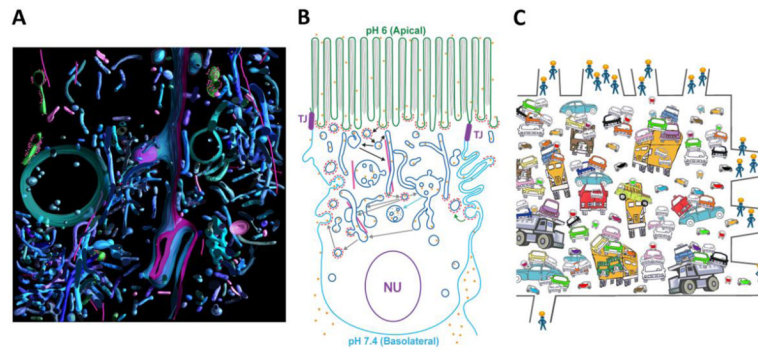 A
B
C
pH 6 (Apical)
TJ
TJ
NU
pH 7.4 (Basolateral)